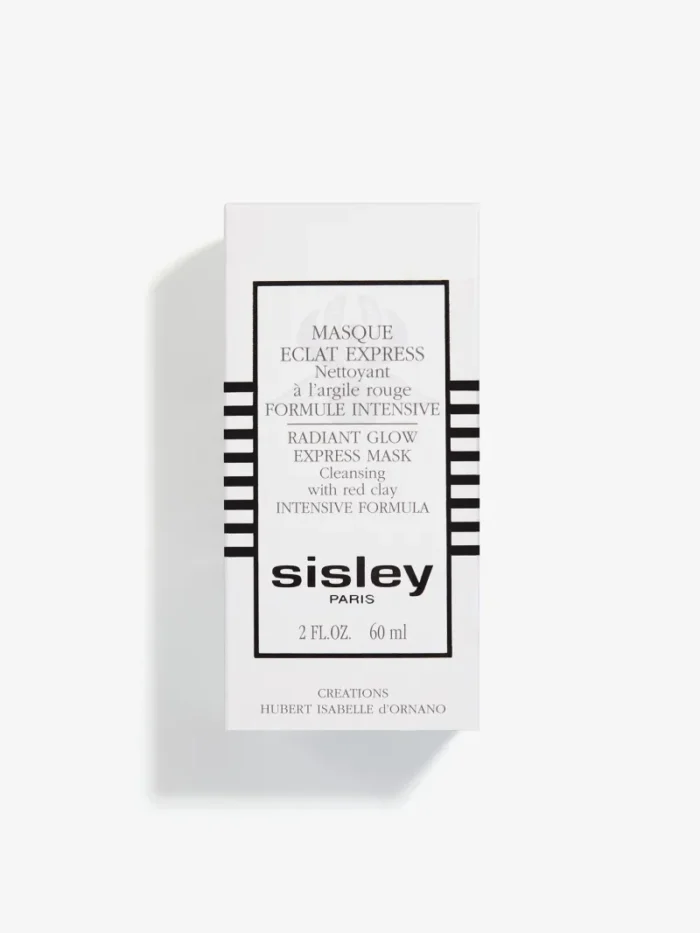 MASQUE
ECLAT EXPRESS
Nettoyant
à l'argile rouge
FORMULE INTENSIVE
RADIANT GLOW
EXPRESS MASK
Cleansing
with red clay
INTENSIVE FORMULA
sisley
PARIS
2 FL.OZ. 60 ml
CREATIONS
HUBERT ISABELLE d'ORNANO